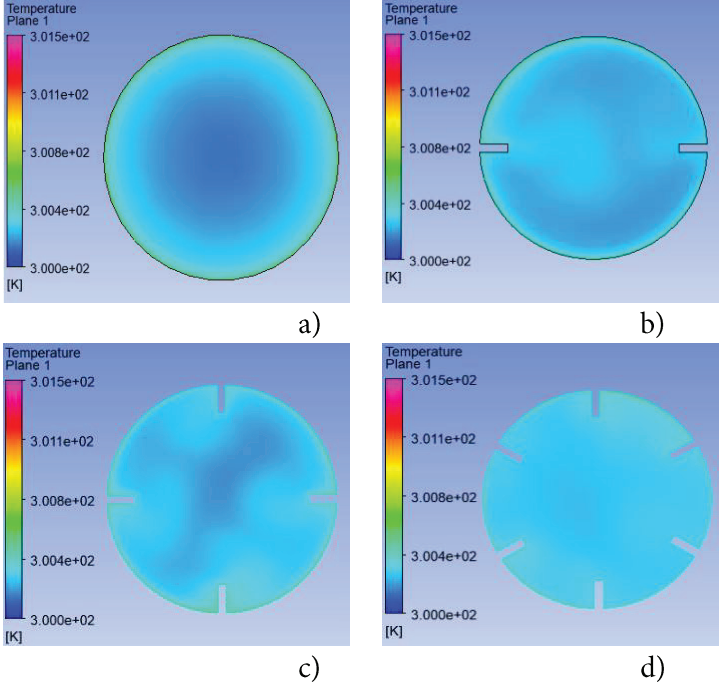 Temperature
Plane 1
3.015e+02
3.011e+02
3.008e+02
3.004e+02
3.000e+02
[K]
a)
Temperature
Plane 1
3.015e+02
3.011e+02
3.008e+02
3.004e+02
3.000e+02
[K]
b)
Temperature
Plane 1
3.015e+02
3.011e+02
3.008e+02
3.004e+02
3.000e+02
[K]
c)
Temperature
Plane 1
3.015e+02
3.011e+02
3.008e+02
3.004e+02
3.000e+02
[K]
d)